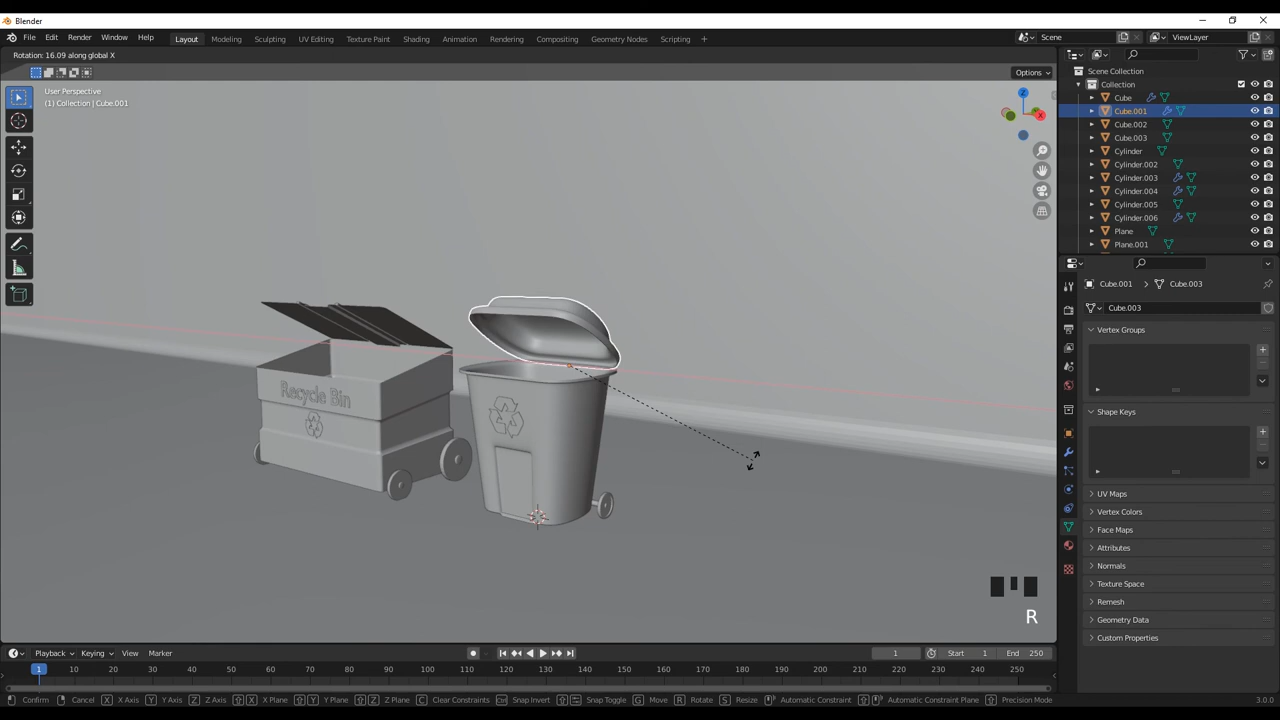 Blender
File Edit Render Window Help Layout Modeling Sculpting UV Editing Texture Paint Shading Animation Rendering Compositing Geometry Nodes Scripting + Scene ViewLayer
Rotation: 16.09 along global X
Options
User Perspective
(1) Collection | Cube.001
Z
X
Recycle Bin
R
Scene Collection
Collection
Cube
Cube.001
Cube.002
Cube.003
Cylinder
Cylinder.002
Cylinder.003
Cylinder.004
Cylinder.005
Cylinder.006
Plane
Plane.001
Cube.001 > Cube.003
Cube.003
Vertex Groups
Shape Keys
UV Maps
Vertex Colors
Face Maps
Attributes
Normals
Texture Space
Remesh
Geometry Data
Custom Properties
Playback Keying View Marker 1 Start 1 End 250
1 10 20 30 40 50 60 70 80 90 100 110 120 130 140 150 160 170 180 190 200 210 220 230 240 250
Confirm Cancel X X Axis Y Y Axis Z Z Axis X X Plane Y Y Plane Z Z Plane C Clear Constraints Snap Invert Snap Toggle G Move R Rotate S Resize Automatic Constraint Automatic Constraint Plane Precision Mode 3.0.0